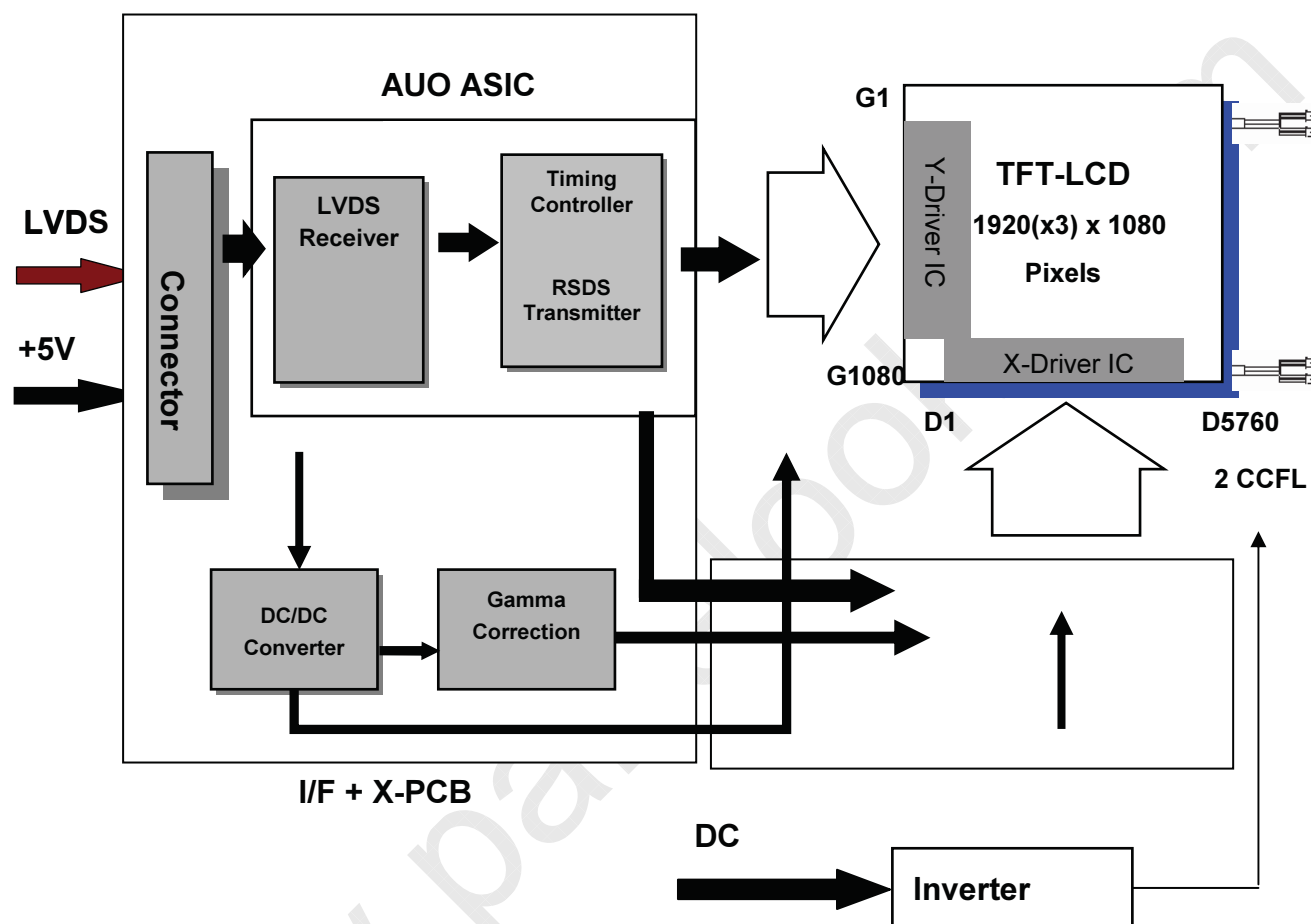 AUO ASIC
LVDS
+5V
Connector
LVDS
Receiver
Timing
Controller
RSDS
Transmitter
G1
Y-Driver IC
TFT-LCD
1920(x3) x 1080
Pixels
X-Driver IC
G1080
D1
D5760
2 CCFL
DC/DC
Converter
Gamma
Correction
I/F + X-PCB
DC
Inverter